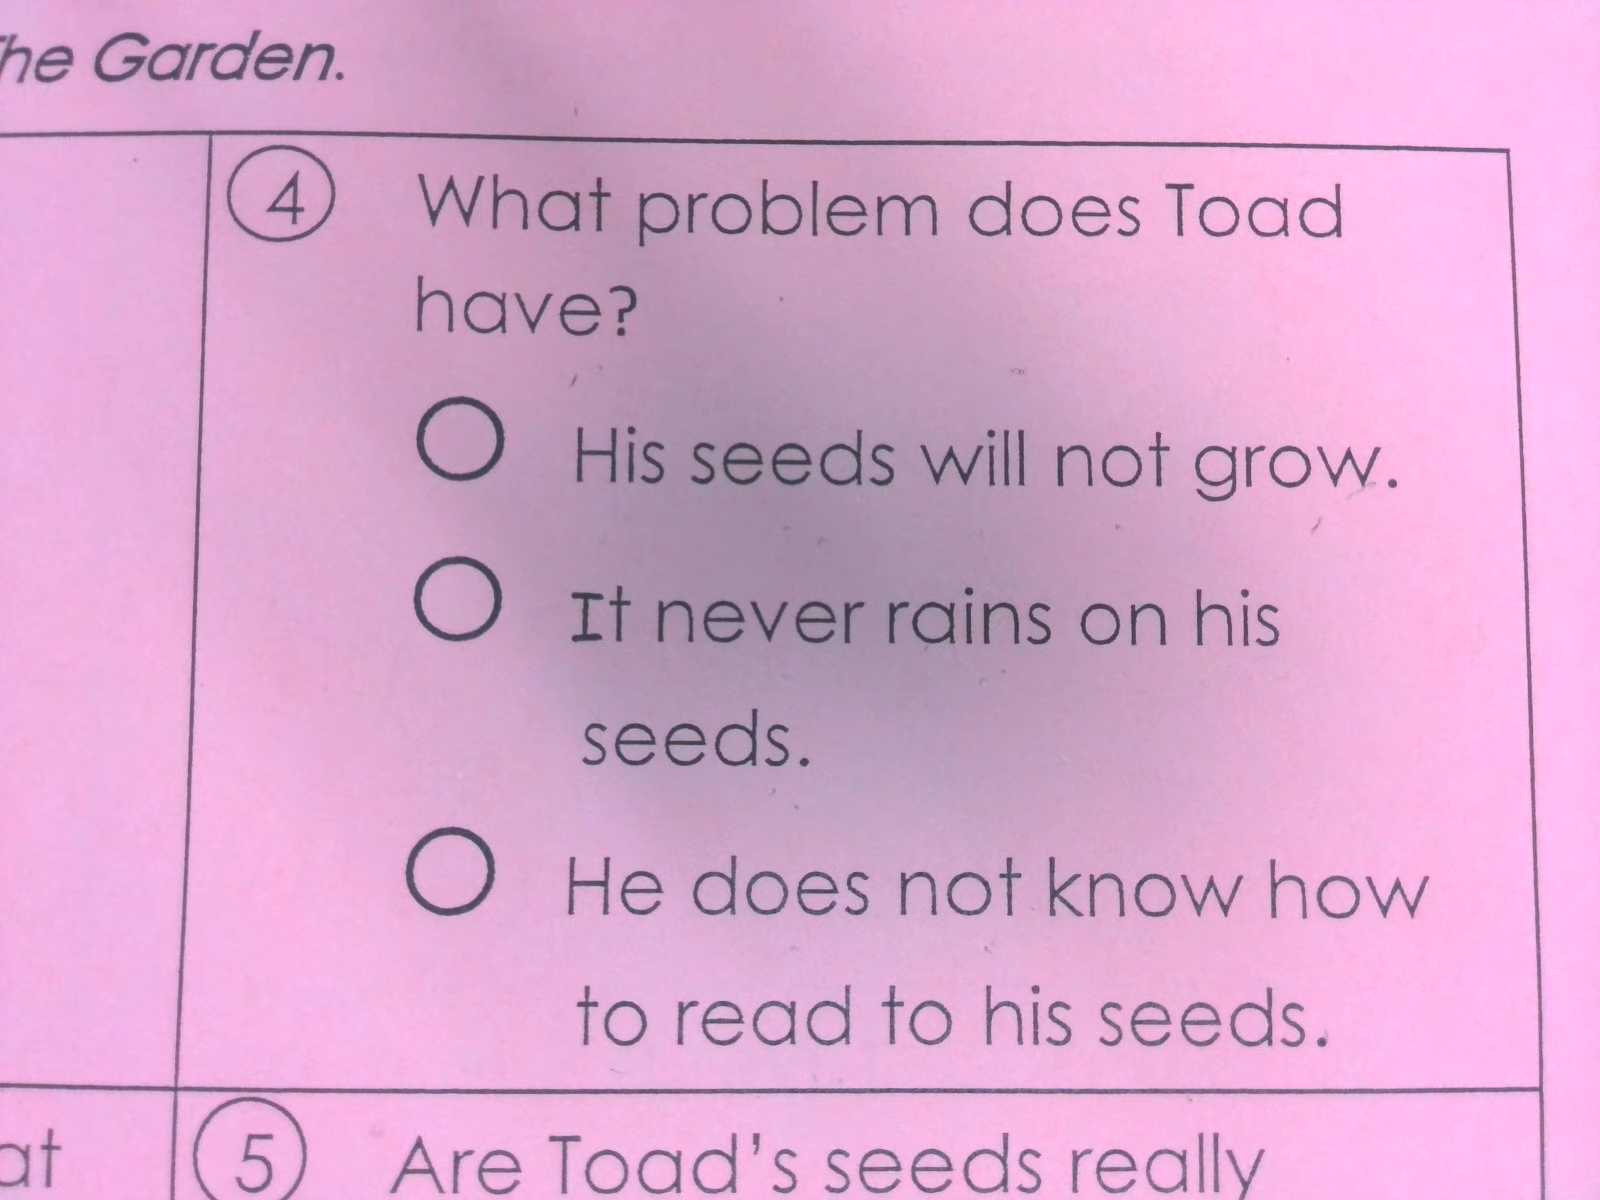 The Garden.
4 What problem does Toad
have?
His seeds will not grow.
It never rains on his
seeds.
He does not know how
to read to his seeds.
at
5 Are Toad's seeds really